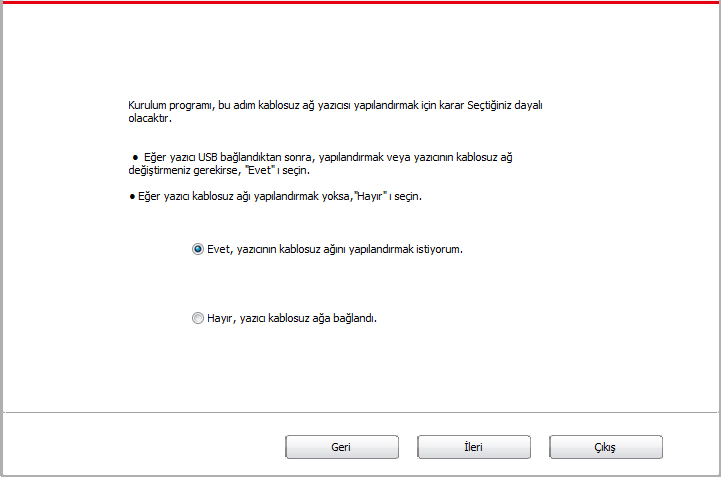 Kurulum programı, bu adım kablosuz ağ yazıcısı yapılandırmak için karar Seçtiğiniz dayalı
olacaktır.
● Eğer yazıcı USB bağlandıktan sonra, yapılandırmak veya yazıcının kablosuz ağ
değiştirmeniz gerekirse, "Evet" ı seçin.
● Eğer yazıcı kablosuz ağı yapılandırmak yoksa,"Hayır" ı seçin.
Evet, yazıcının kablosuz ağını yapılandırmak istiyorum.
Hayır, yazıcı kablosuz ağa bağlandı.
Geri İleri Çıkış